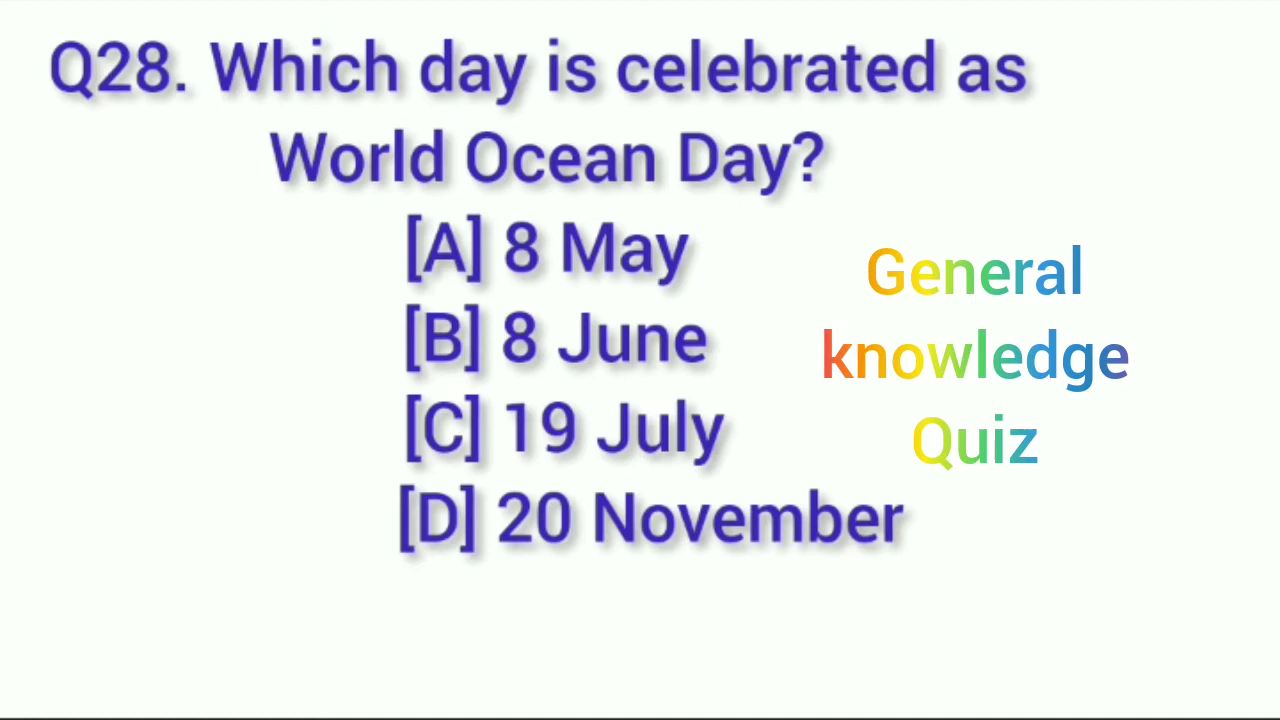 Q28. Which day is celebrated as
World Ocean Day?
[A] 8 May
[B] 8 June
[C] 19 July
[D] 20 November
General
knowledge
Quiz